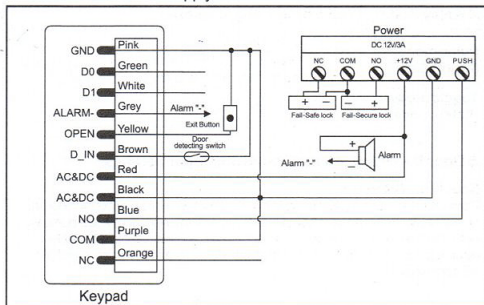 Power
DC 12V/3A
NC COM NO +12V GND PUSH
+ − − +
Fail-Safe lock Fail-Secure lock
GND Pink
D0 Green
D1 White
ALARM- Grey Alarm "-"
Exit Button
OPEN Yellow
Door
detecting switch
D_IN Brown
+
Alarm
Alarm "-" −
AC&DC Red
AC&DC Black
NO Blue
COM Purple
NC Orange
Keypad